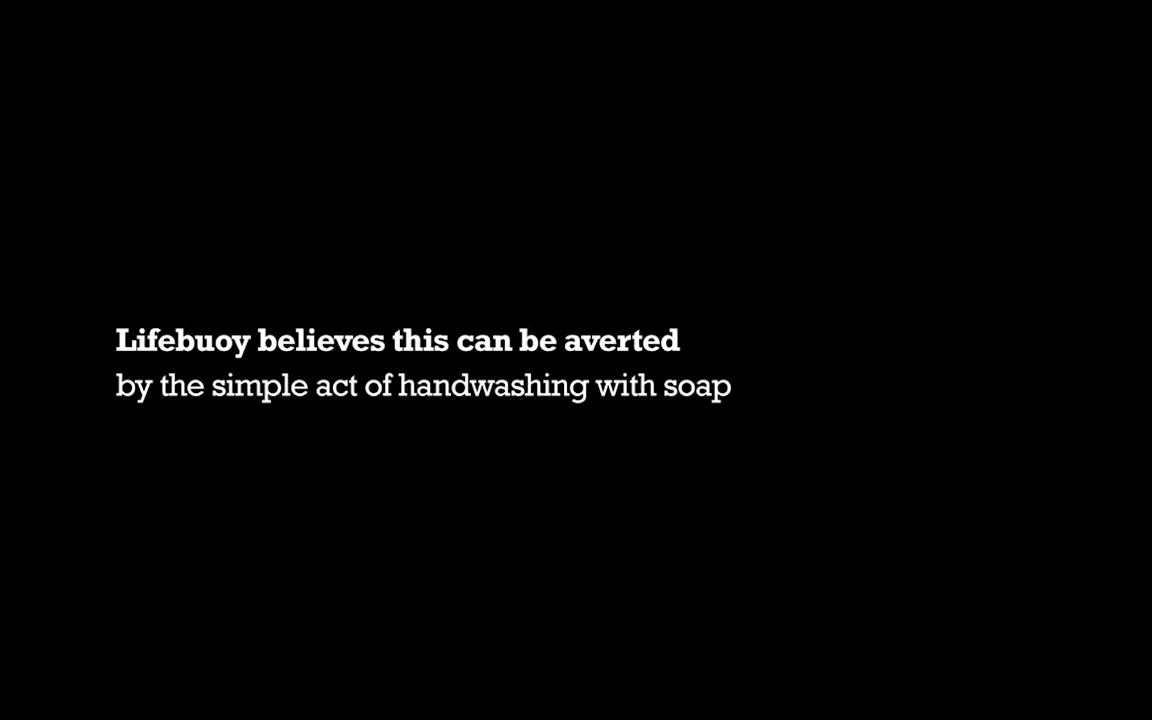 Lifebuoy believes this can be averted
by the simple act of handwashing with soap